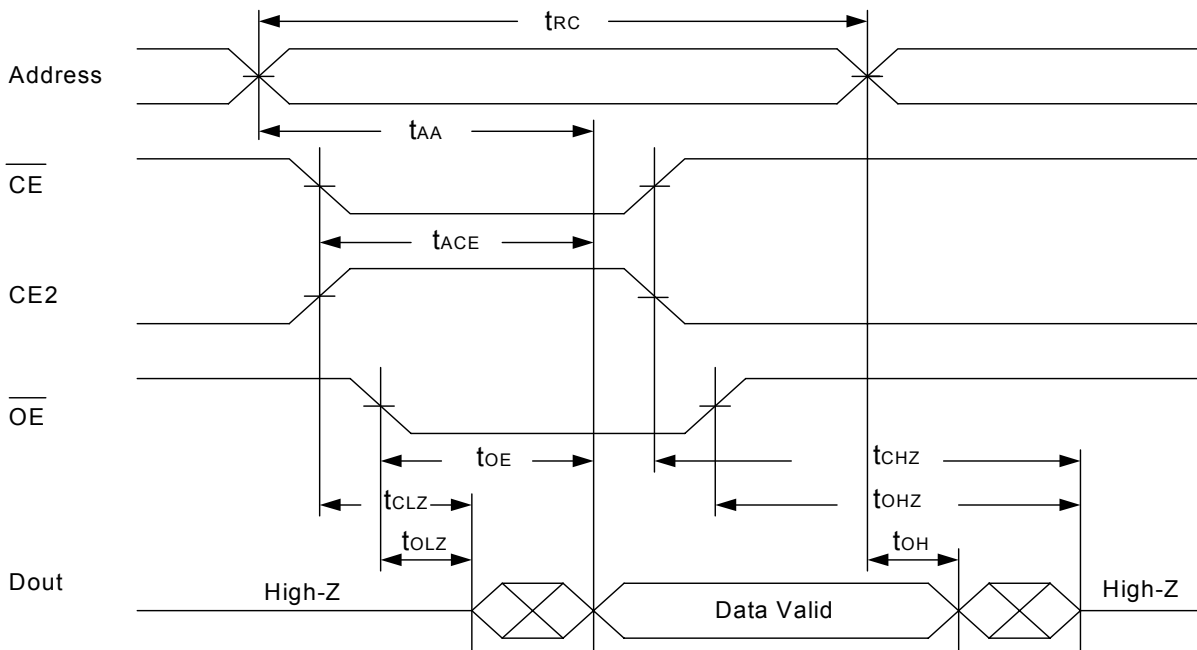 tRC
Address
tAA
CE
tACE
CE2
OE
tOE
tCHZ
tCLZ
tOHZ
tOLZ
tOH
Dout
High-Z
Data Valid
High-Z